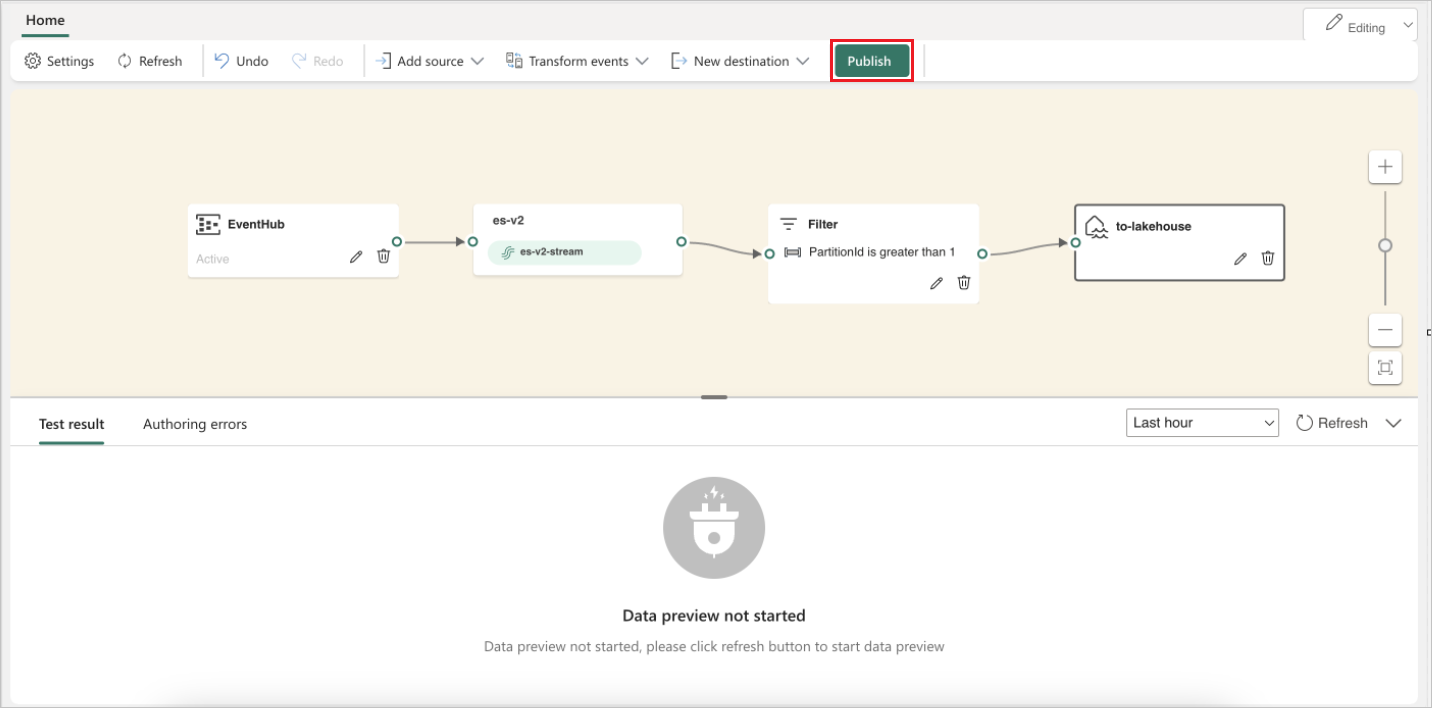 Home
Editing
Settings
Refresh
Undo
Redo
Add source
Transform events
New destination
Publish
EventHub
Active
es-v2
es-v2-stream
Filter
PartitionId is greater than 1
to-lakehouse
Test result
Authoring errors
Last hour
Refresh
Data preview not started
Data preview not started, please click refresh button to start data preview